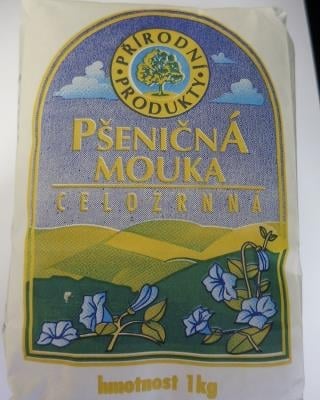 PŘÍRODNÍ
PRODUKTY
PŠENIČNÁ
MOUKA
CELOZRNNÁ
hmotnost 1kg